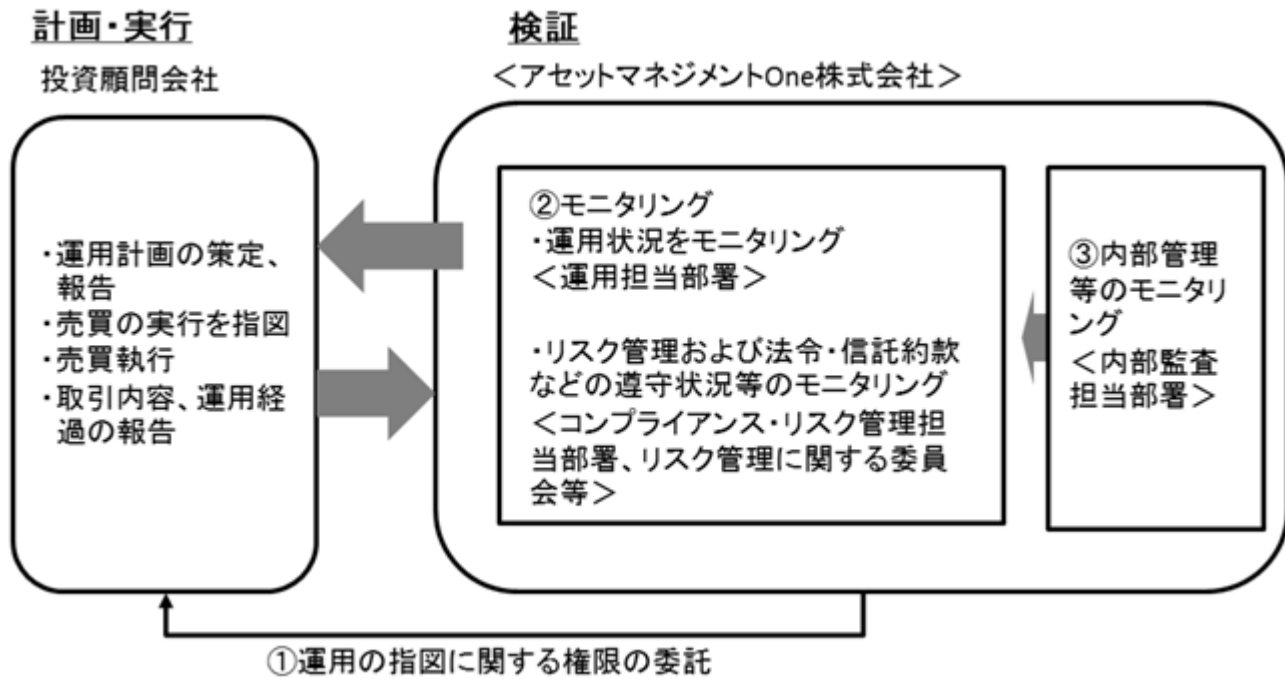 計画・実行
投資顧問会社
・運用計画の策定、
報告
・売買の実行を指図
・売買執行
・取引内容、運用経
過の報告
検証
＜アセットマネジメントOne株式会社＞
②モニタリング
・運用状況をモニタリング
＜運用担当部署＞
・リスク管理および法令・信託約款
などの遵守状況等のモニタリング
＜コンプライアンス・リスク管理担
当部署、リスク管理に関する委員
会等＞
③内部管理
等のモニタリ
ング
＜内部監査
担当部署＞
①運用の指図に関する権限の委託